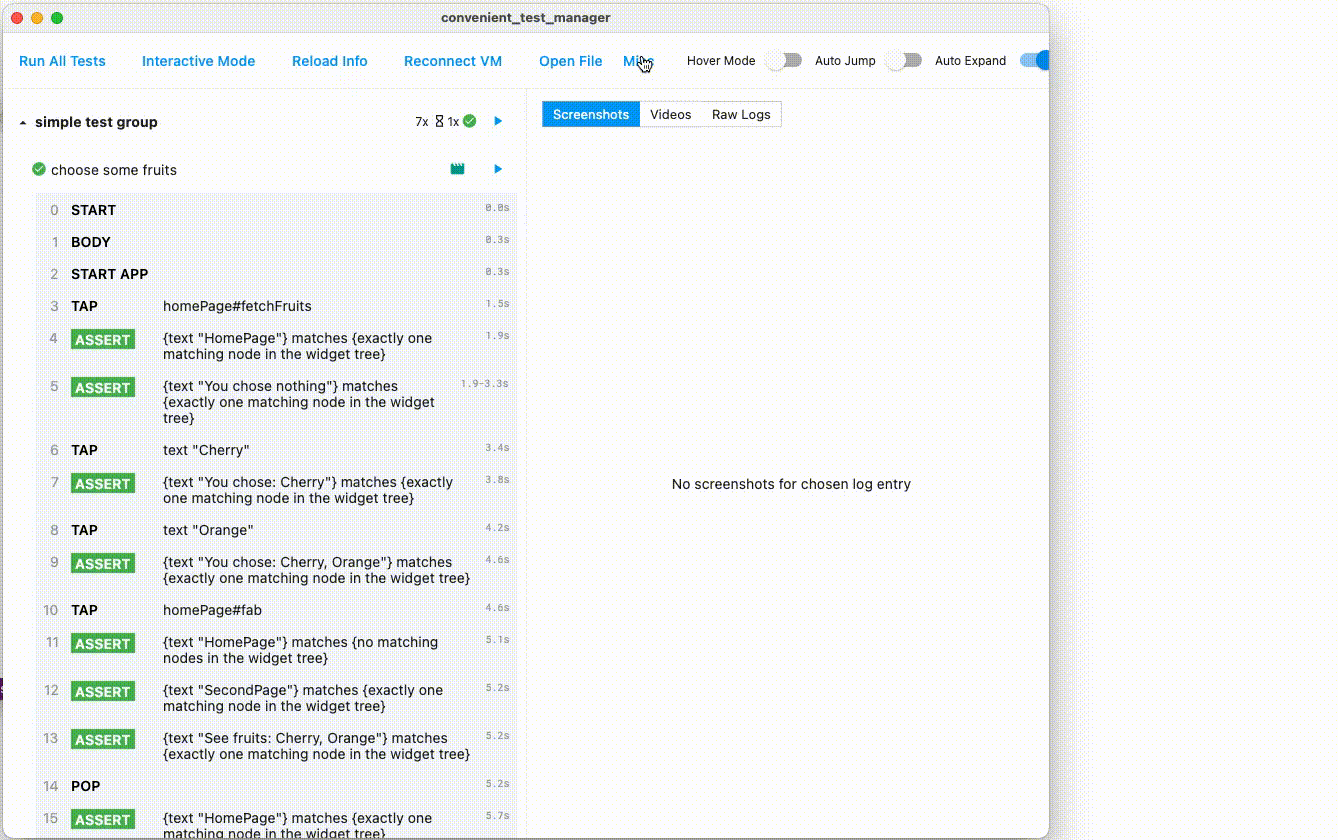 convenient_test_manager
Run All Tests Interactive Mode Reload Info Reconnect VM Open File Hover Mode Auto Jump Auto Expand
simple test group 7x 1x
Screenshots Videos Raw Logs
choose some fruits
0 START 0.0s
1 BODY 0.3s
2 START APP 0.3s
3 TAP homePage#fetchFruits 1.5s
4 ASSERT {text "HomePage"} matches {exactly one 1.9s
matching node in the widget tree}
5 ASSERT {text "You chose nothing"} matches 1.9-3.3s
{exactly one matching node in the widget
tree}
6 TAP text "Cherry" 3.4s
7 ASSERT {text "You chose: Cherry"} matches {exactly 3.8s
one matching node in the widget tree}
No screenshots for chosen log entry
8 TAP text "Orange" 4.2s
9 ASSERT {text "You chose: Cherry, Orange"} matches 4.6s
{exactly one matching node in the widget tree}
10 TAP homePage#fab 4.6s
11 ASSERT {text "HomePage"} matches {no matching 5.1s
nodes in the widget tree}
12 ASSERT {text "SecondPage"} matches {exactly one 5.2s
matching node in the widget tree}
13 ASSERT {text "See fruits: Cherry, Orange"} matches 5.2s
{exactly one matching node in the widget tree}
14 POP 5.2s
15 ASSERT {text "HomePage"} matches {exactly one 5.7s
matching node in the widget tree}